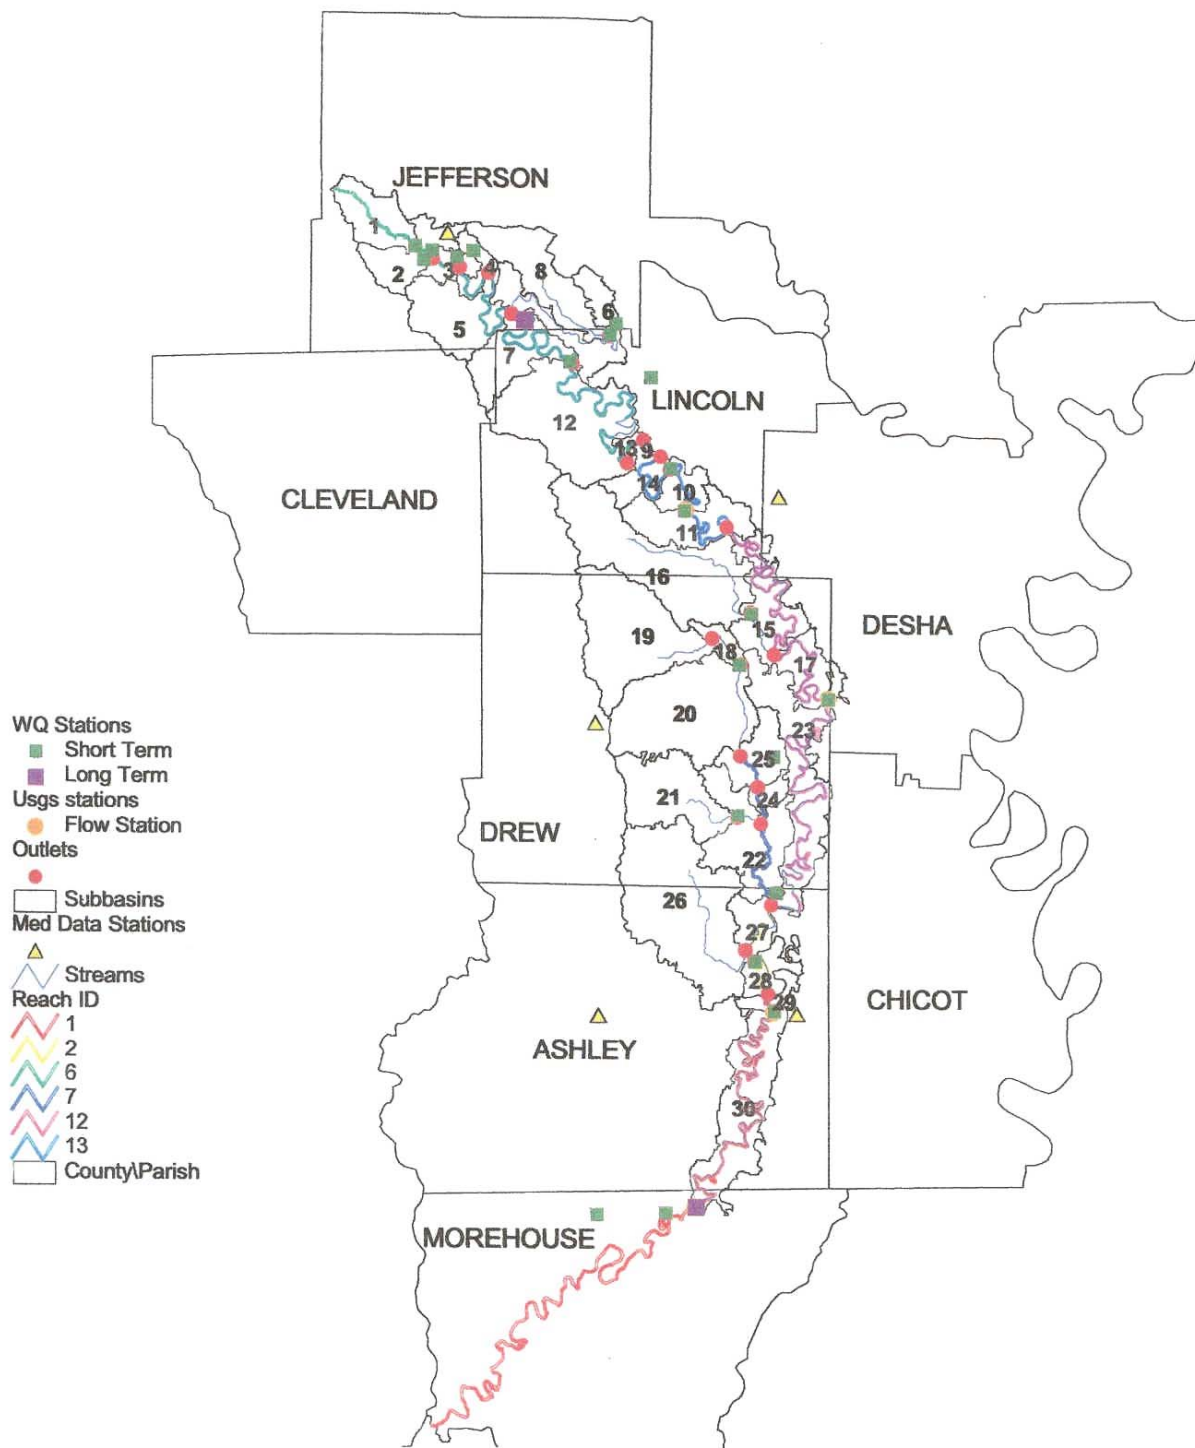 JEFFERSON
1
2
3
4
8
6
5
7
LINCOLN
12
13
9
14
10
CLEVELAND
11
16
DESHA
15
19
18
17
20
23
25
21
24
DREW
22
26
27
28
29
CHICOT
ASHLEY
30
MOREHOUSE
WQ Stations
Short Term
Long Term
Usgs stations
Flow Station
Outlets
Subbasins
Med Data Stations
Streams
Reach ID
1
2
6
7
12
13
County\Parish